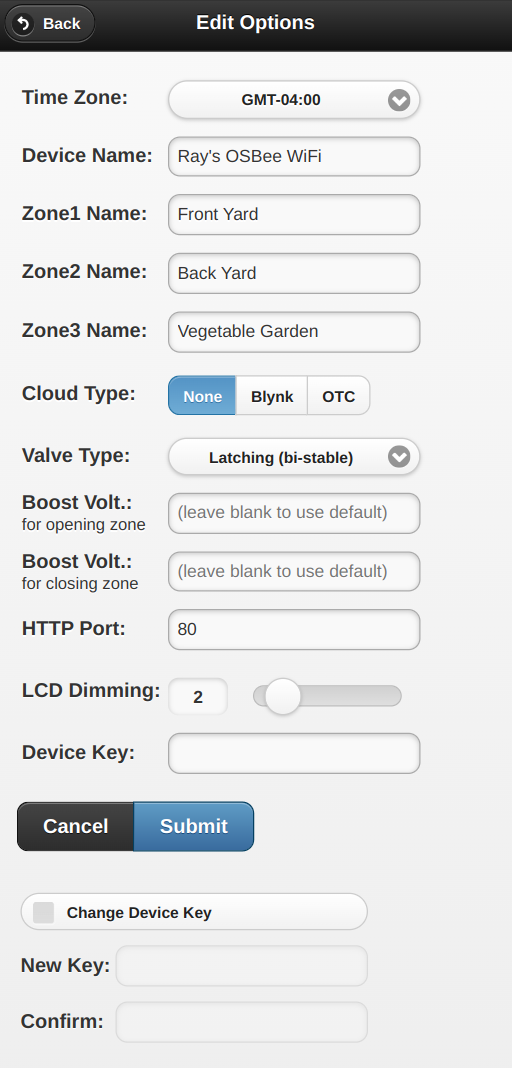 Back
Edit Options
Time Zone: GMT-04:00
Device Name: Ray's OSBee WiFi
Zone1 Name: Front Yard
Zone2 Name: Back Yard
Zone3 Name: Vegetable Garden
Cloud Type: None Blynk OTC
Valve Type: Latching (bi-stable)
Boost Volt.: (leave blank to use default)
for opening zone
Boost Volt.: (leave blank to use default)
for closing zone
HTTP Port: 80
LCD Dimming: 2
Device Key:
Cancel Submit
Change Device Key
New Key:
Confirm: